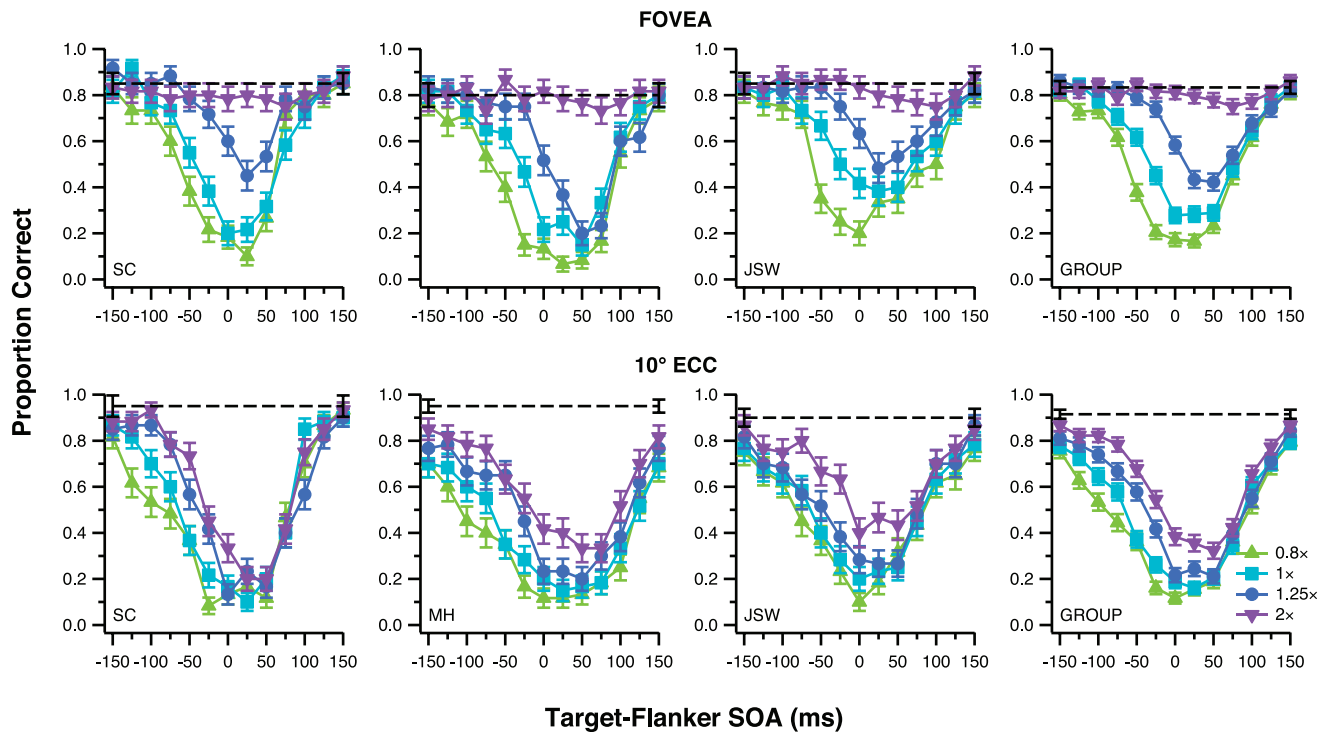 FOVEA
1.0 1.0 1.0 1.0
0.8 0.8 0.8 0.8
0.6 0.6 0.6 0.6
0.4 0.4 0.4 0.4
0.2 0.2 0.2 0.2
0.0 0.0 0.0 0.0
SC JSW GROUP
-150 -100 -50 0 50 100 150 -150 -100 -50 0 50 100 150 -150 -100 -50 0 50 100 150 -150 -100 -50 0 50 100 150
Proportion Correct
10° ECC
1.0 1.0 1.0 1.0
0.8 0.8 0.8 0.8
0.6 0.6 0.6 0.6
0.4 0.4 0.4 0.4
0.2 0.2 0.2 0.2
0.0 0.0 0.0 0.0
SC MH JSW GROUP
0.8×
1×
1.25×
2×
-150 -100 -50 0 50 100 150 -150 -100 -50 0 50 100 150 -150 -100 -50 0 50 100 150 -150 -100 -50 0 50 100 150
Target-Flanker SOA (ms)